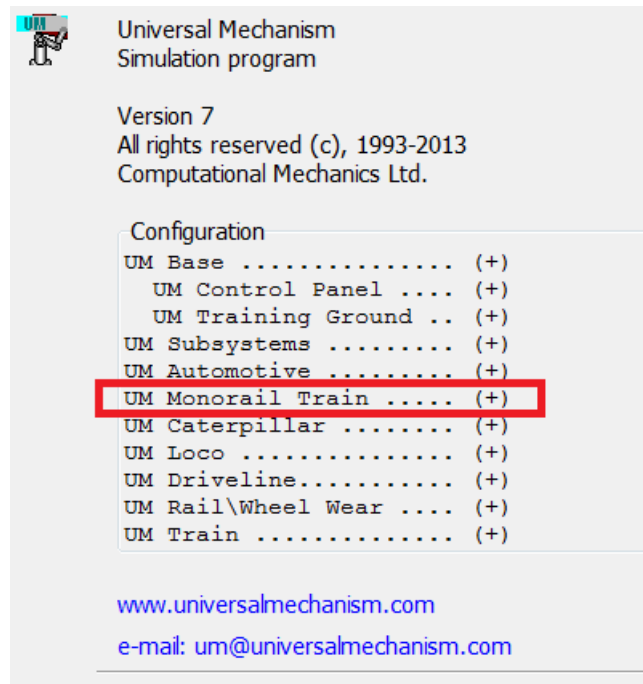 UM
Universal Mechanism
Simulation program
Version 7
All rights reserved (c), 1993-2013
Computational Mechanics Ltd.
Configuration
UM Base ............... (+)
UM Control Panel .... (+)
UM Training Ground .. (+)
UM Subsystems ......... (+)
UM Automotive ......... (+)
UM Monorail Train ..... (+)
UM Caterpillar ........ (+)
UM Loco ............... (+)
UM Driveline........... (+)
UM Rail\Wheel Wear .... (+)
UM Train .............. (+)
www.universalmechanism.com
e-mail: um@universalmechanism.com